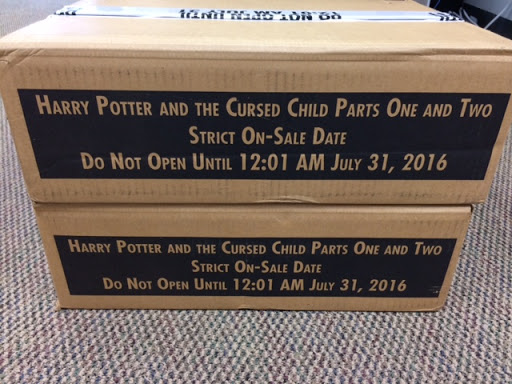 HARRY POTTER AND THE CURSED CHILD PARTS ONE AND TWO
STRICT ON-SALE DATE
DO NOT OPEN UNTIL 12:01 AM JULY 31, 2016
HARRY POTTER AND THE CURSED CHILD PARTS ONE AND TWO
STRICT ON-SALE DATE
DO NOT OPEN UNTIL 12:01 AM JULY 31, 2016